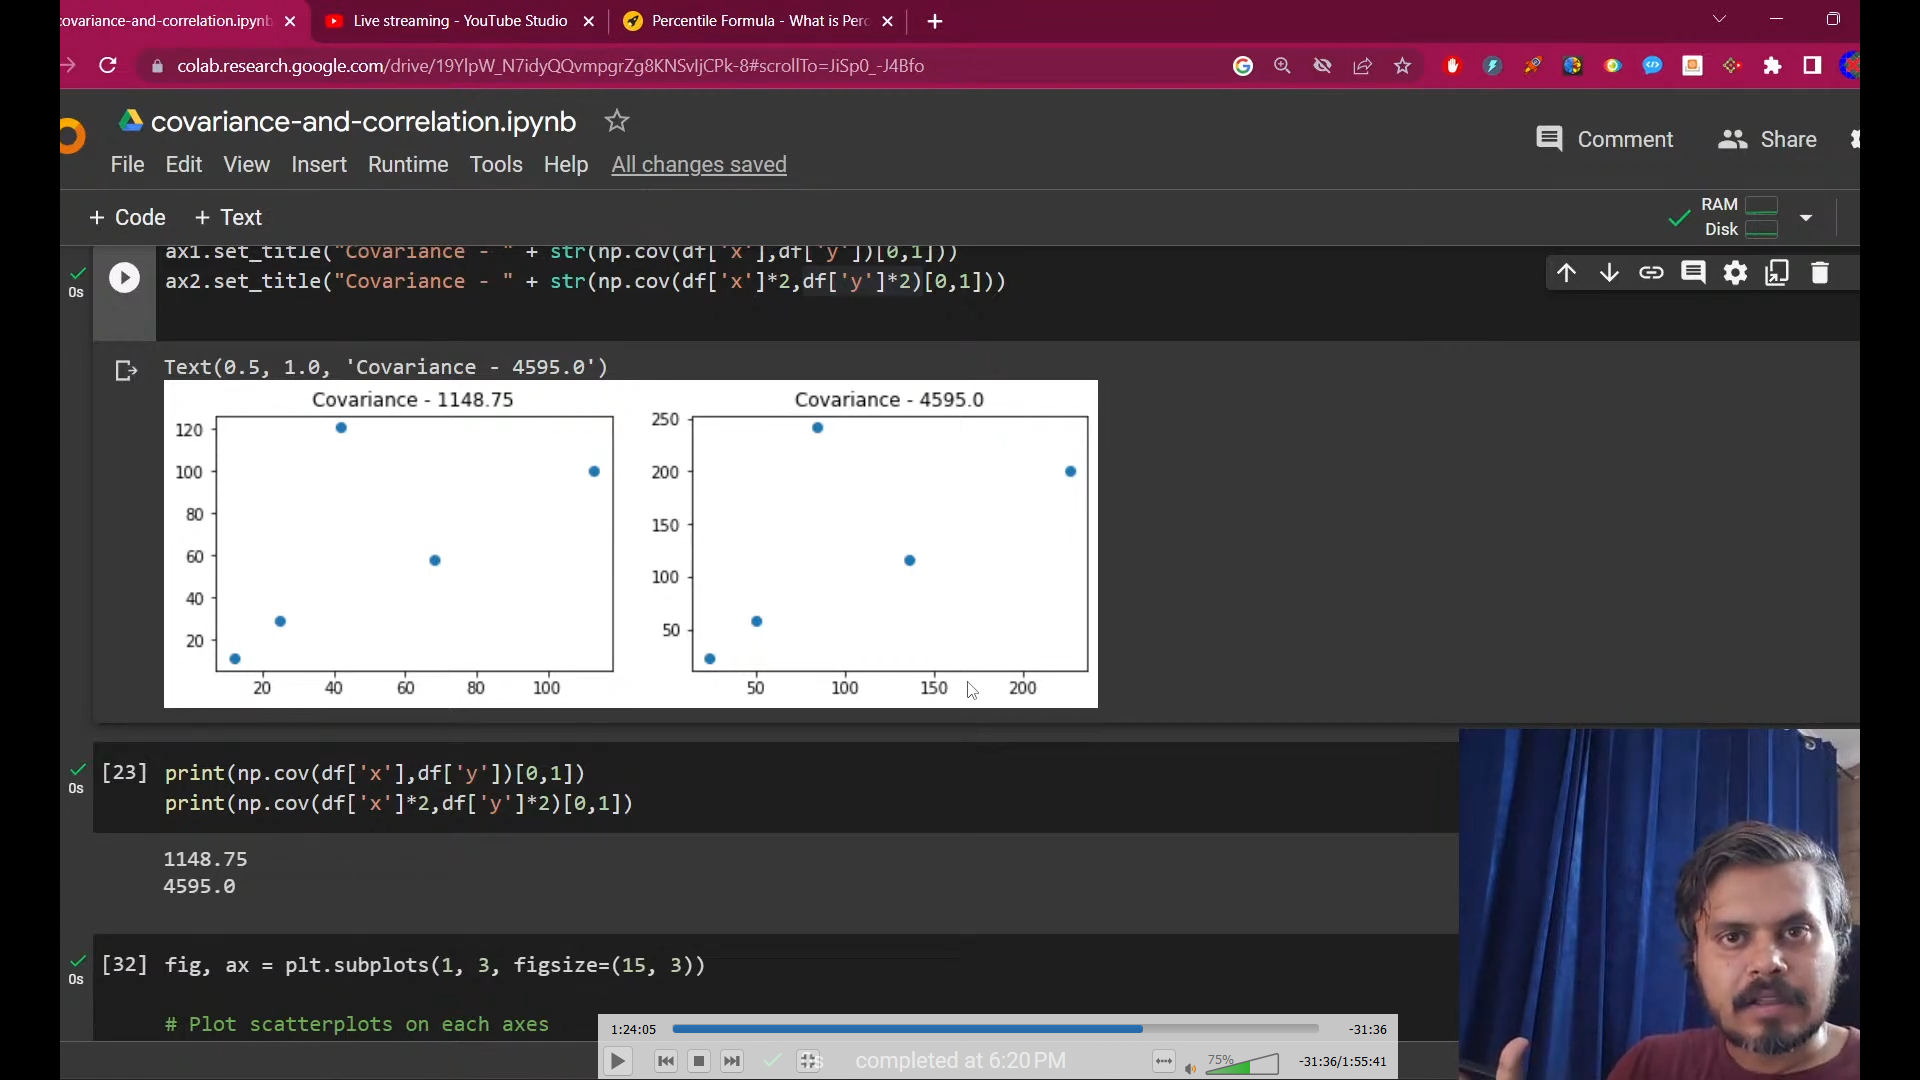 covariance-and-correlation.ipynb
Live streaming - YouTube Studio
Percentile Formula - What is Perc
colab.research.google.com/drive/19YlpW_N7idyQQvmpgrZg8KNSvIjCPk-8#scrollTo=JiSp0_-J4Bfo
covariance-and-correlation.ipynb
Comment
Share
File Edit View Insert Runtime Tools Help All changes saved
+ Code + Text
RAM
Disk
ax1.set_title("Covariance - " + str(np.cov(df['x'],df['y'])[0,1]))
0s
ax2.set_title("Covariance - " + str(np.cov(df['x']*2,df['y']*2)[0,1]))
Text(0.5, 1.0, 'Covariance - 4595.0')
Covariance - 1148.75
120
100
80
60
40
20
20 40 60 80 100
Covariance - 4595.0
250
200
150
100
50
50 100 150 200
[23] print(np.cov(df['x'],df['y'])[0,1])
0s
print(np.cov(df['x']*2,df['y']*2)[0,1])
1148.75
4595.0
[32] fig, ax = plt.subplots(1, 3, figsize=(15, 3))
0s
# Plot scatterplots on each axes
1:24:05
-31:36
completed at 6:20 PM
75%
-31:36/1:55:41